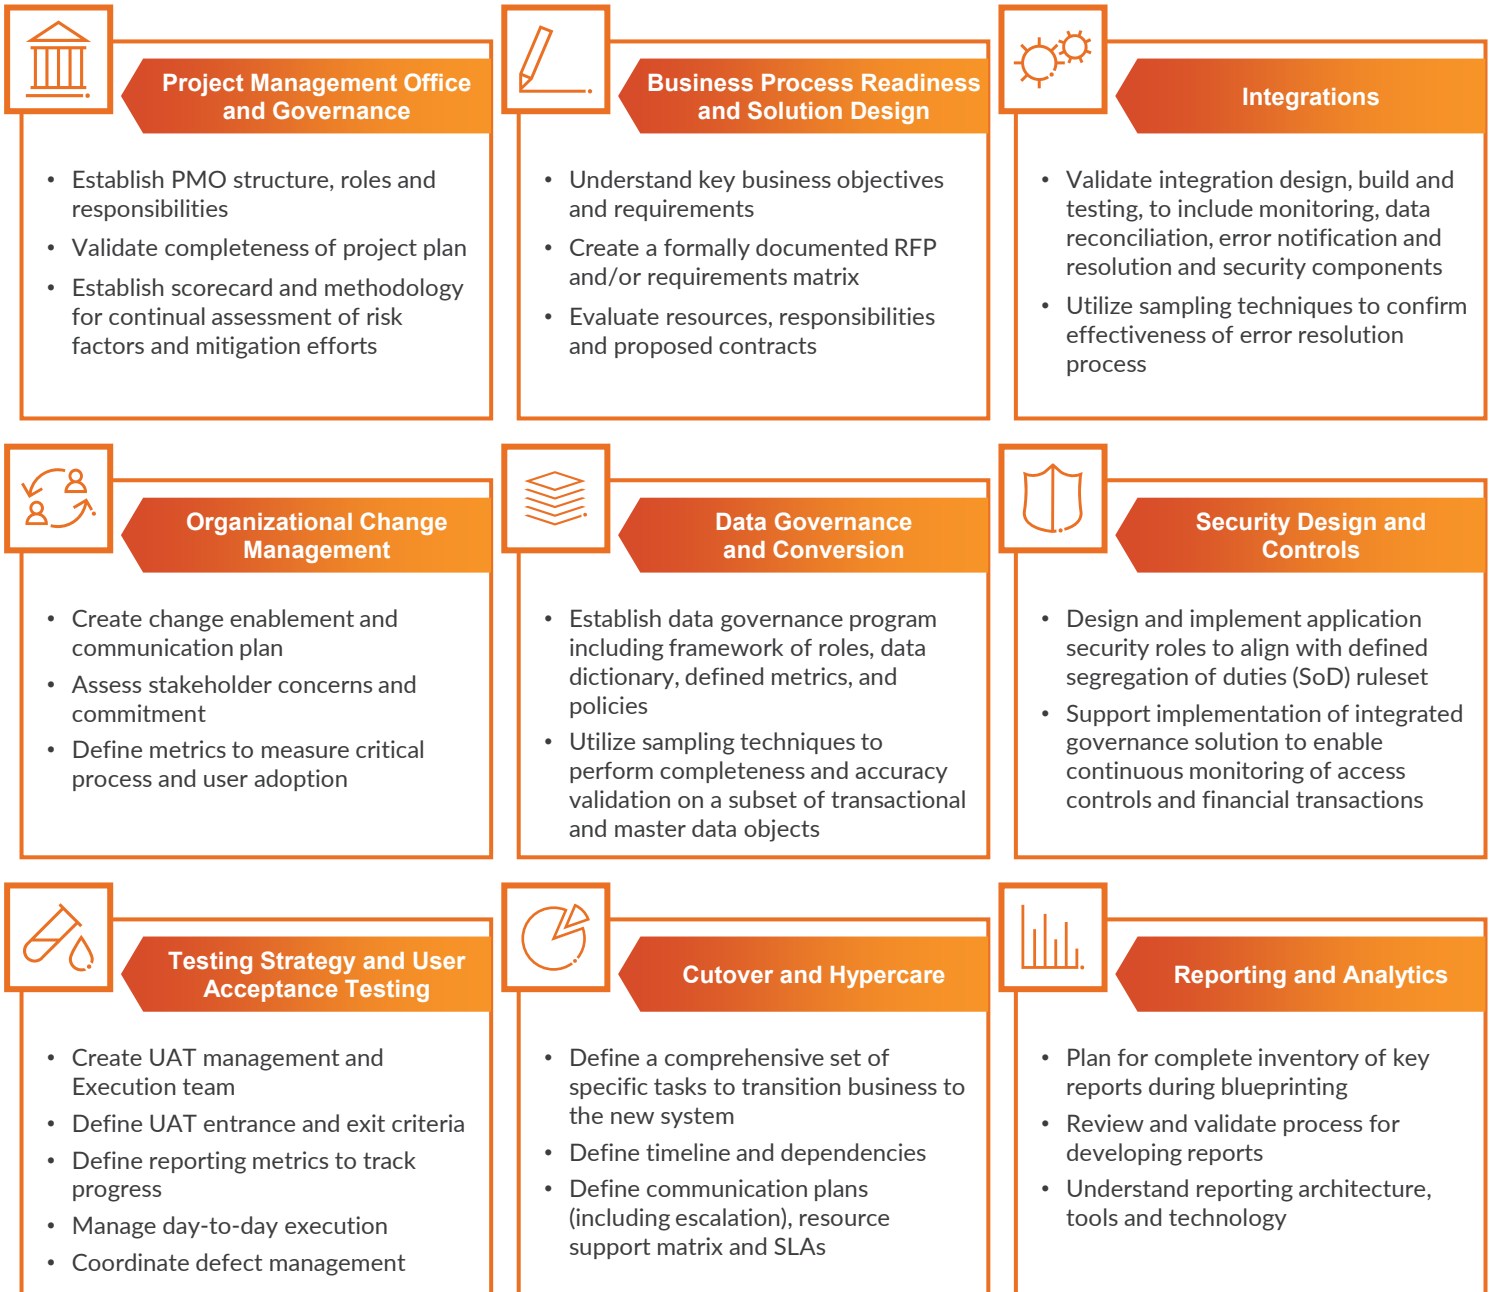 Project Management Office
and Governance
• Establish PMO structure, roles and
responsibilities
• Validate completeness of project plan
• Establish scorecard and methodology
for continual assessment of risk
factors and mitigation efforts
Business Process Readiness
and Solution Design
• Understand key business objectives
and requirements
• Create a formally documented RFP
and/or requirements matrix
• Evaluate resources, responsibilities
and proposed contracts
Integrations
• Validate integration design, build and
testing, to include monitoring, data
reconciliation, error notification and
resolution and security components
• Utilize sampling techniques to confirm
effectiveness of error resolution
process
Organizational Change
Management
• Create change enablement and
communication plan
• Assess stakeholder concerns and
commitment
• Define metrics to measure critical
process and user adoption
Data Governance
and Conversion
• Establish data governance program
including framework of roles, data
dictionary, defined metrics, and
policies
• Utilize sampling techniques to
perform completeness and accuracy
validation on a subset of transactional
and master data objects
Security Design and
Controls
• Design and implement application
security roles to align with defined
segregation of duties (SoD) ruleset
• Support implementation of integrated
governance solution to enable
continuous monitoring of access
controls and financial transactions
Testing Strategy and User
Acceptance Testing
• Create UAT management and
Execution team
• Define UAT entrance and exit criteria
• Define reporting metrics to track
progress
• Manage day-to-day execution
• Coordinate defect management
Cutover and Hypercare
• Define a comprehensive set of
specific tasks to transition business to
the new system
• Define timeline and dependencies
• Define communication plans
(including escalation), resource
support matrix and SLAs
Reporting and Analytics
• Plan for complete inventory of key
reports during blueprinting
• Review and validate process for
developing reports
• Understand reporting architecture,
tools and technology